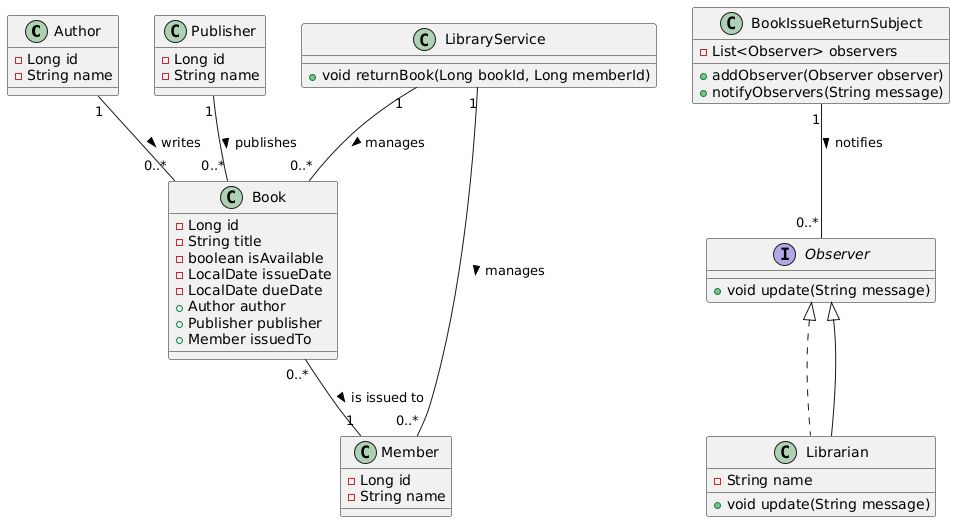 C Author
Long id
String name
C Publisher
Long id
String name
C LibraryService
void returnBook(Long bookId, Long memberId)
C BookIssueReturnSubject
List<Observer> observers
addObserver(Observer observer)
notifyObservers(String message)
1
writes
0..*
1
publishes
0..*
1
manages
0..*
1
manages
0..*
1
notifies
0..*
C Book
Long id
String title
boolean isAvailable
LocalDate issueDate
LocalDate dueDate
Author author
Publisher publisher
Member issuedTo
I Observer
void update(String message)
0..*
is issued to
1
C Member
Long id
String name
C Librarian
String name
void update(String message)